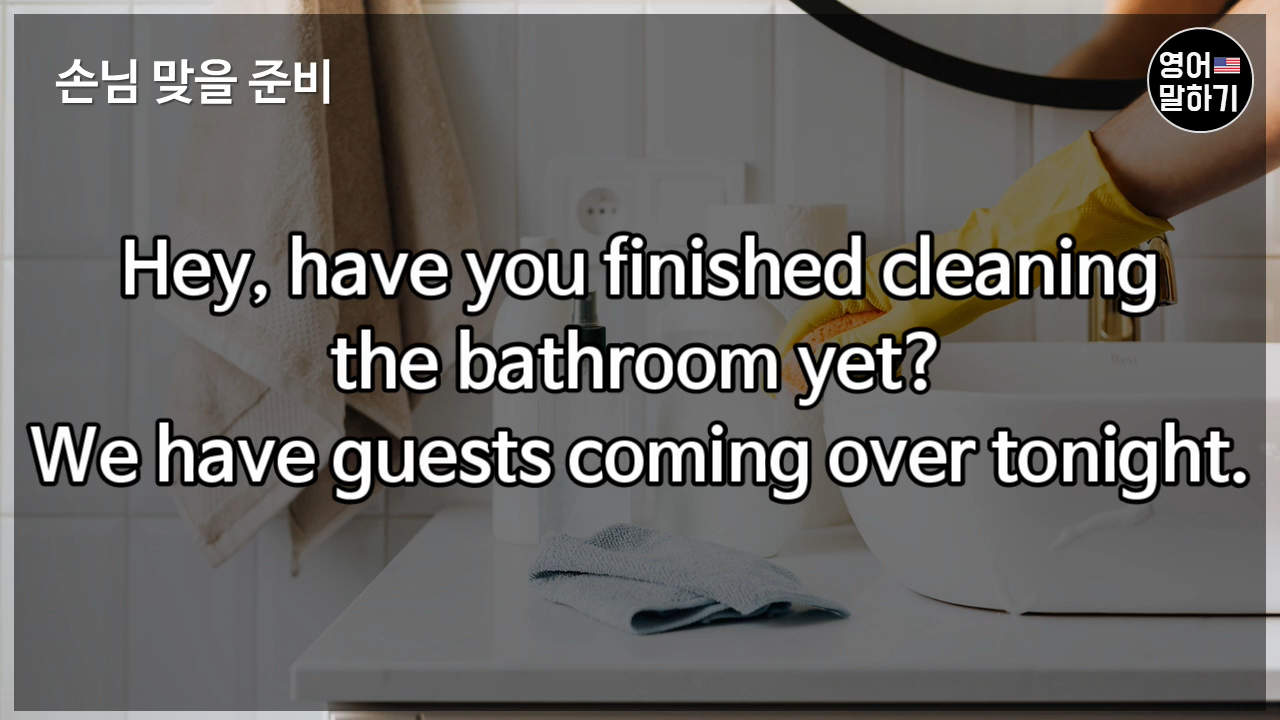 손님 맞을 준비
영어
말하기
Hey, have you finished cleaning
the bathroom yet?
We have guests coming over tonight.